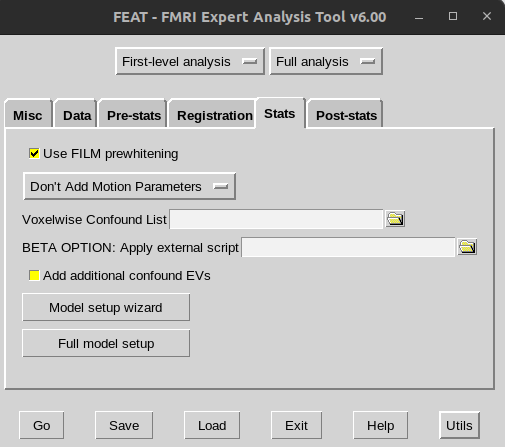 FEAT - FMRI Expert Analysis Tool v6.00
First-level analysis Full analysis
Misc Data Pre-stats Registration Stats Post-stats
Use FILM prewhitening
Don't Add Motion Parameters
Voxelwise Confound List
BETA OPTION: Apply external script
Add additional confound EVs
Model setup wizard
Full model setup
Go Save Load Exit Help Utils